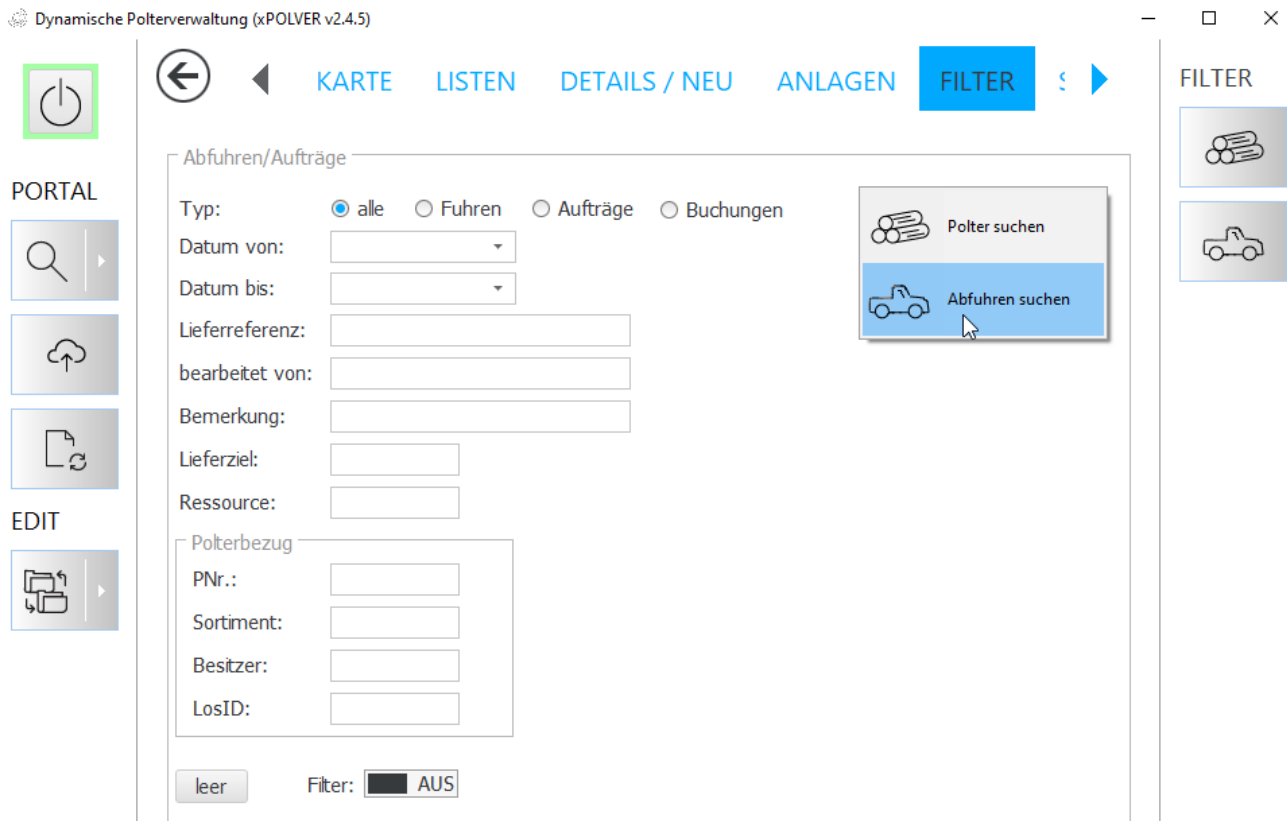 Dynamische Polterverwaltung (xPOLVER v2.4.5)
KARTE LISTEN DETAILS / NEU ANLAGEN FILTER
FILTER
PORTAL
EDIT
Abfuhren/Aufträge
Typ: alle Fuhren Aufträge Buchungen
Datum von:
Datum bis:
Lieferreferenz:
bearbeitet von:
Bemerkung:
Lieferziel:
Ressource:
Polterbezug
PNr.:
Sortiment:
Besitzer:
LosID:
leer Filter: AUS
Polter suchen
Abfuhren suchen